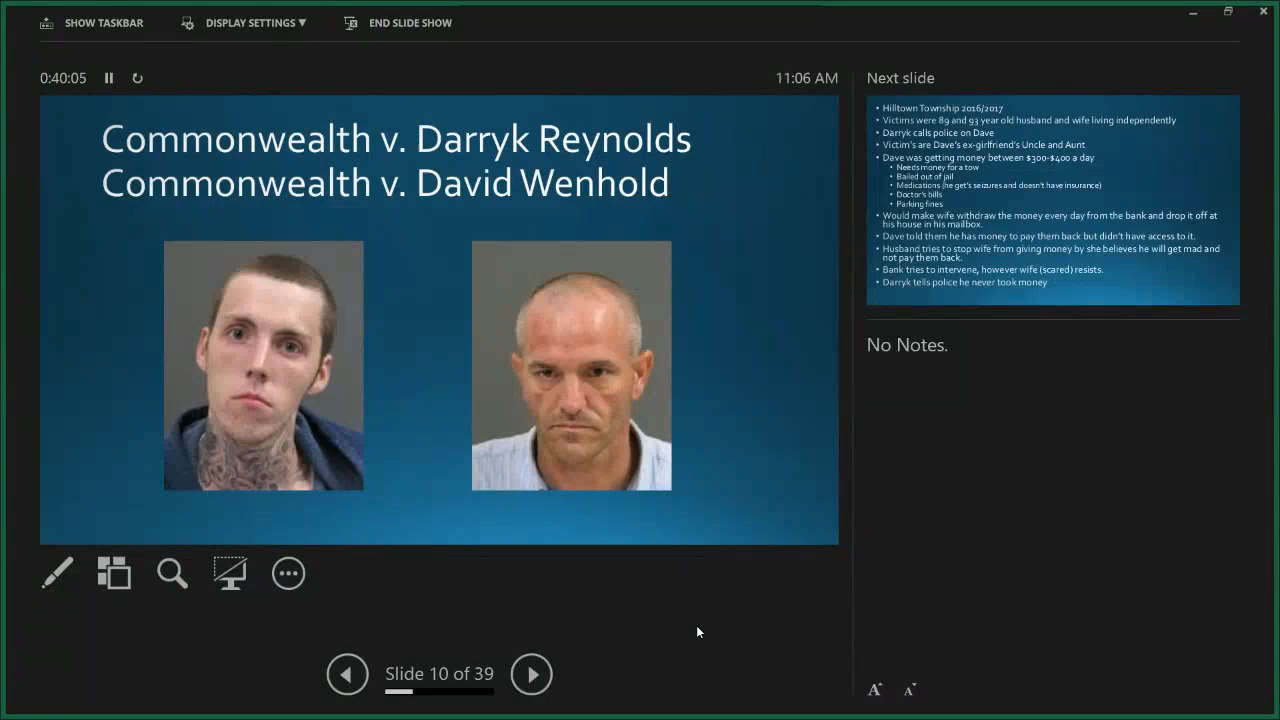 SHOW TASKBAR
DISPLAY SETTINGS ▼
END SLIDE SHOW
0:40:05
11:06 AM
Commonwealth v. Darryk Reynolds
Commonwealth v. David Wenhold
Next slide
• Hilltown Township 2016/2017
• Victims were 89 and 93 year old husband and wife living independently
• Darryk calls police on Dave
• Victim's are Dave's ex-girlfriend's Uncle and Aunt
• Dave was getting money between $300-$400 a day
• Needs money for a tow
• Bailed out of jail
• Medications (he get's seizures and doesn't have insurance)
• Doctor's bills
• Parking fines
• Would make wife withdraw the money every day from the bank and drop it off at
his house in his mailbox.
• Dave told them he has money to pay them back but didn't have access to it.
• Husband tries to stop wife from giving money by she believes he will get mad and
not pay them back.
• Bank tries to intervene, however wife (scared) resists.
• Darryk tells police he never took money
No Notes.
Slide 10 of 39
A A